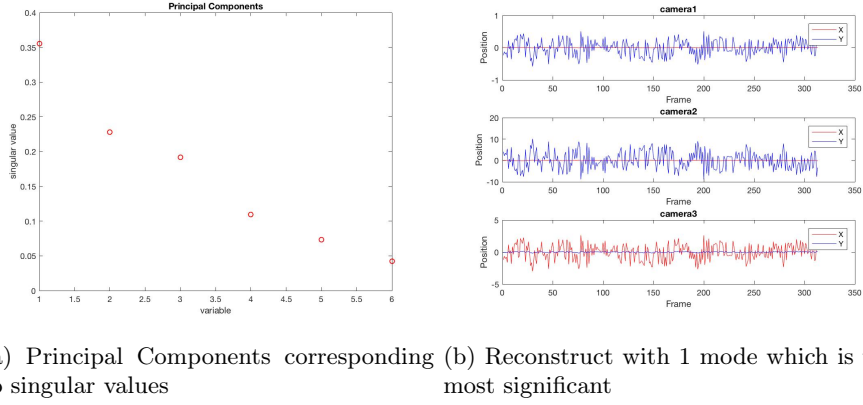 Principal Components
0.4
0.35
0.3
0.25
0.2
0.15
0.1
0.05
0
singular value
1
1.5
2
2.5
3
3.5
4
4.5
5
5.5
6
variable
camera1
1
0
-1
Position
X
Y
0
50
100
150
200
250
300
350
Frame
camera2
20
10
0
-10
Position
X
Y
0
50
100
150
200
250
300
350
Frame
camera3
5
0
-5
Position
X
Y
0
50
100
150
200
250
300
350
Frame
) Principal Components corresponding
singular values
(b) Reconstruct with 1 mode which is
most significant